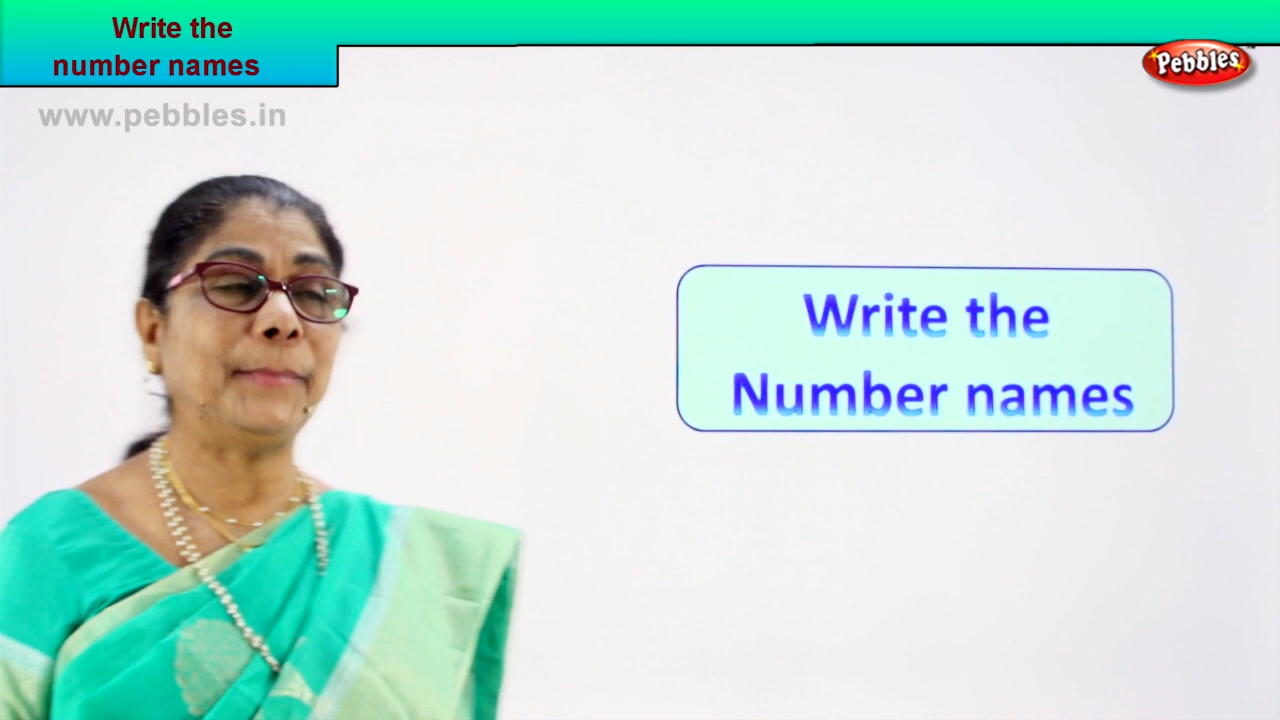 Write the
number names
Pebbles
www.pebbles.in
Write the
Number names